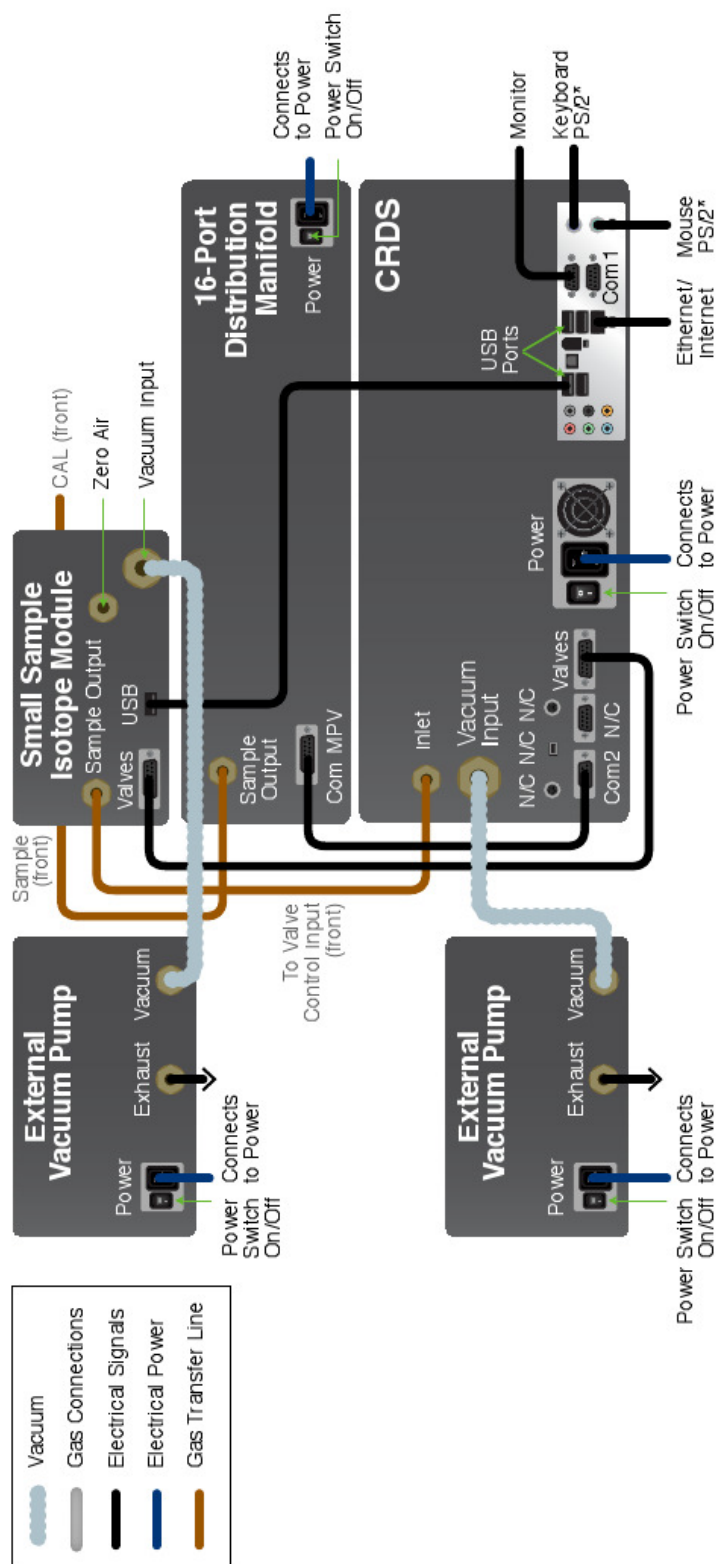 Vacuum
Gas Connections
Electrical Signals
Electrical Power
Gas Transfer Line
External
Vacuum Pump
Power
Exhaust
Vacuum
Power
Switch
On/Off
Connects
to Power
Small Sample
Isotope Module
Sample
(front)
Sample Output
Valves
USB
CAL (front)
Zero Air
Vacuum Input
16-Port
Distribution
Manifold
Sample
Output
Com MPV
Power
Connects
to Power
Power Switch
On/Off
To Valve
Control Input
(front)
External
Vacuum Pump
Power
Exhaust
Vacuum
Power Switch
On/Off
Connects
to Power
CRDS
Inlet
Vacuum
Input
N/C N/C N/C
Com2 N/C Valves
Power
Power Switch
On/Off
Connects
to Power
USB
Ports
Com1
Ethernet/
Internet
Mouse
PS/2*
Monitor
Keyboard
PS/2*